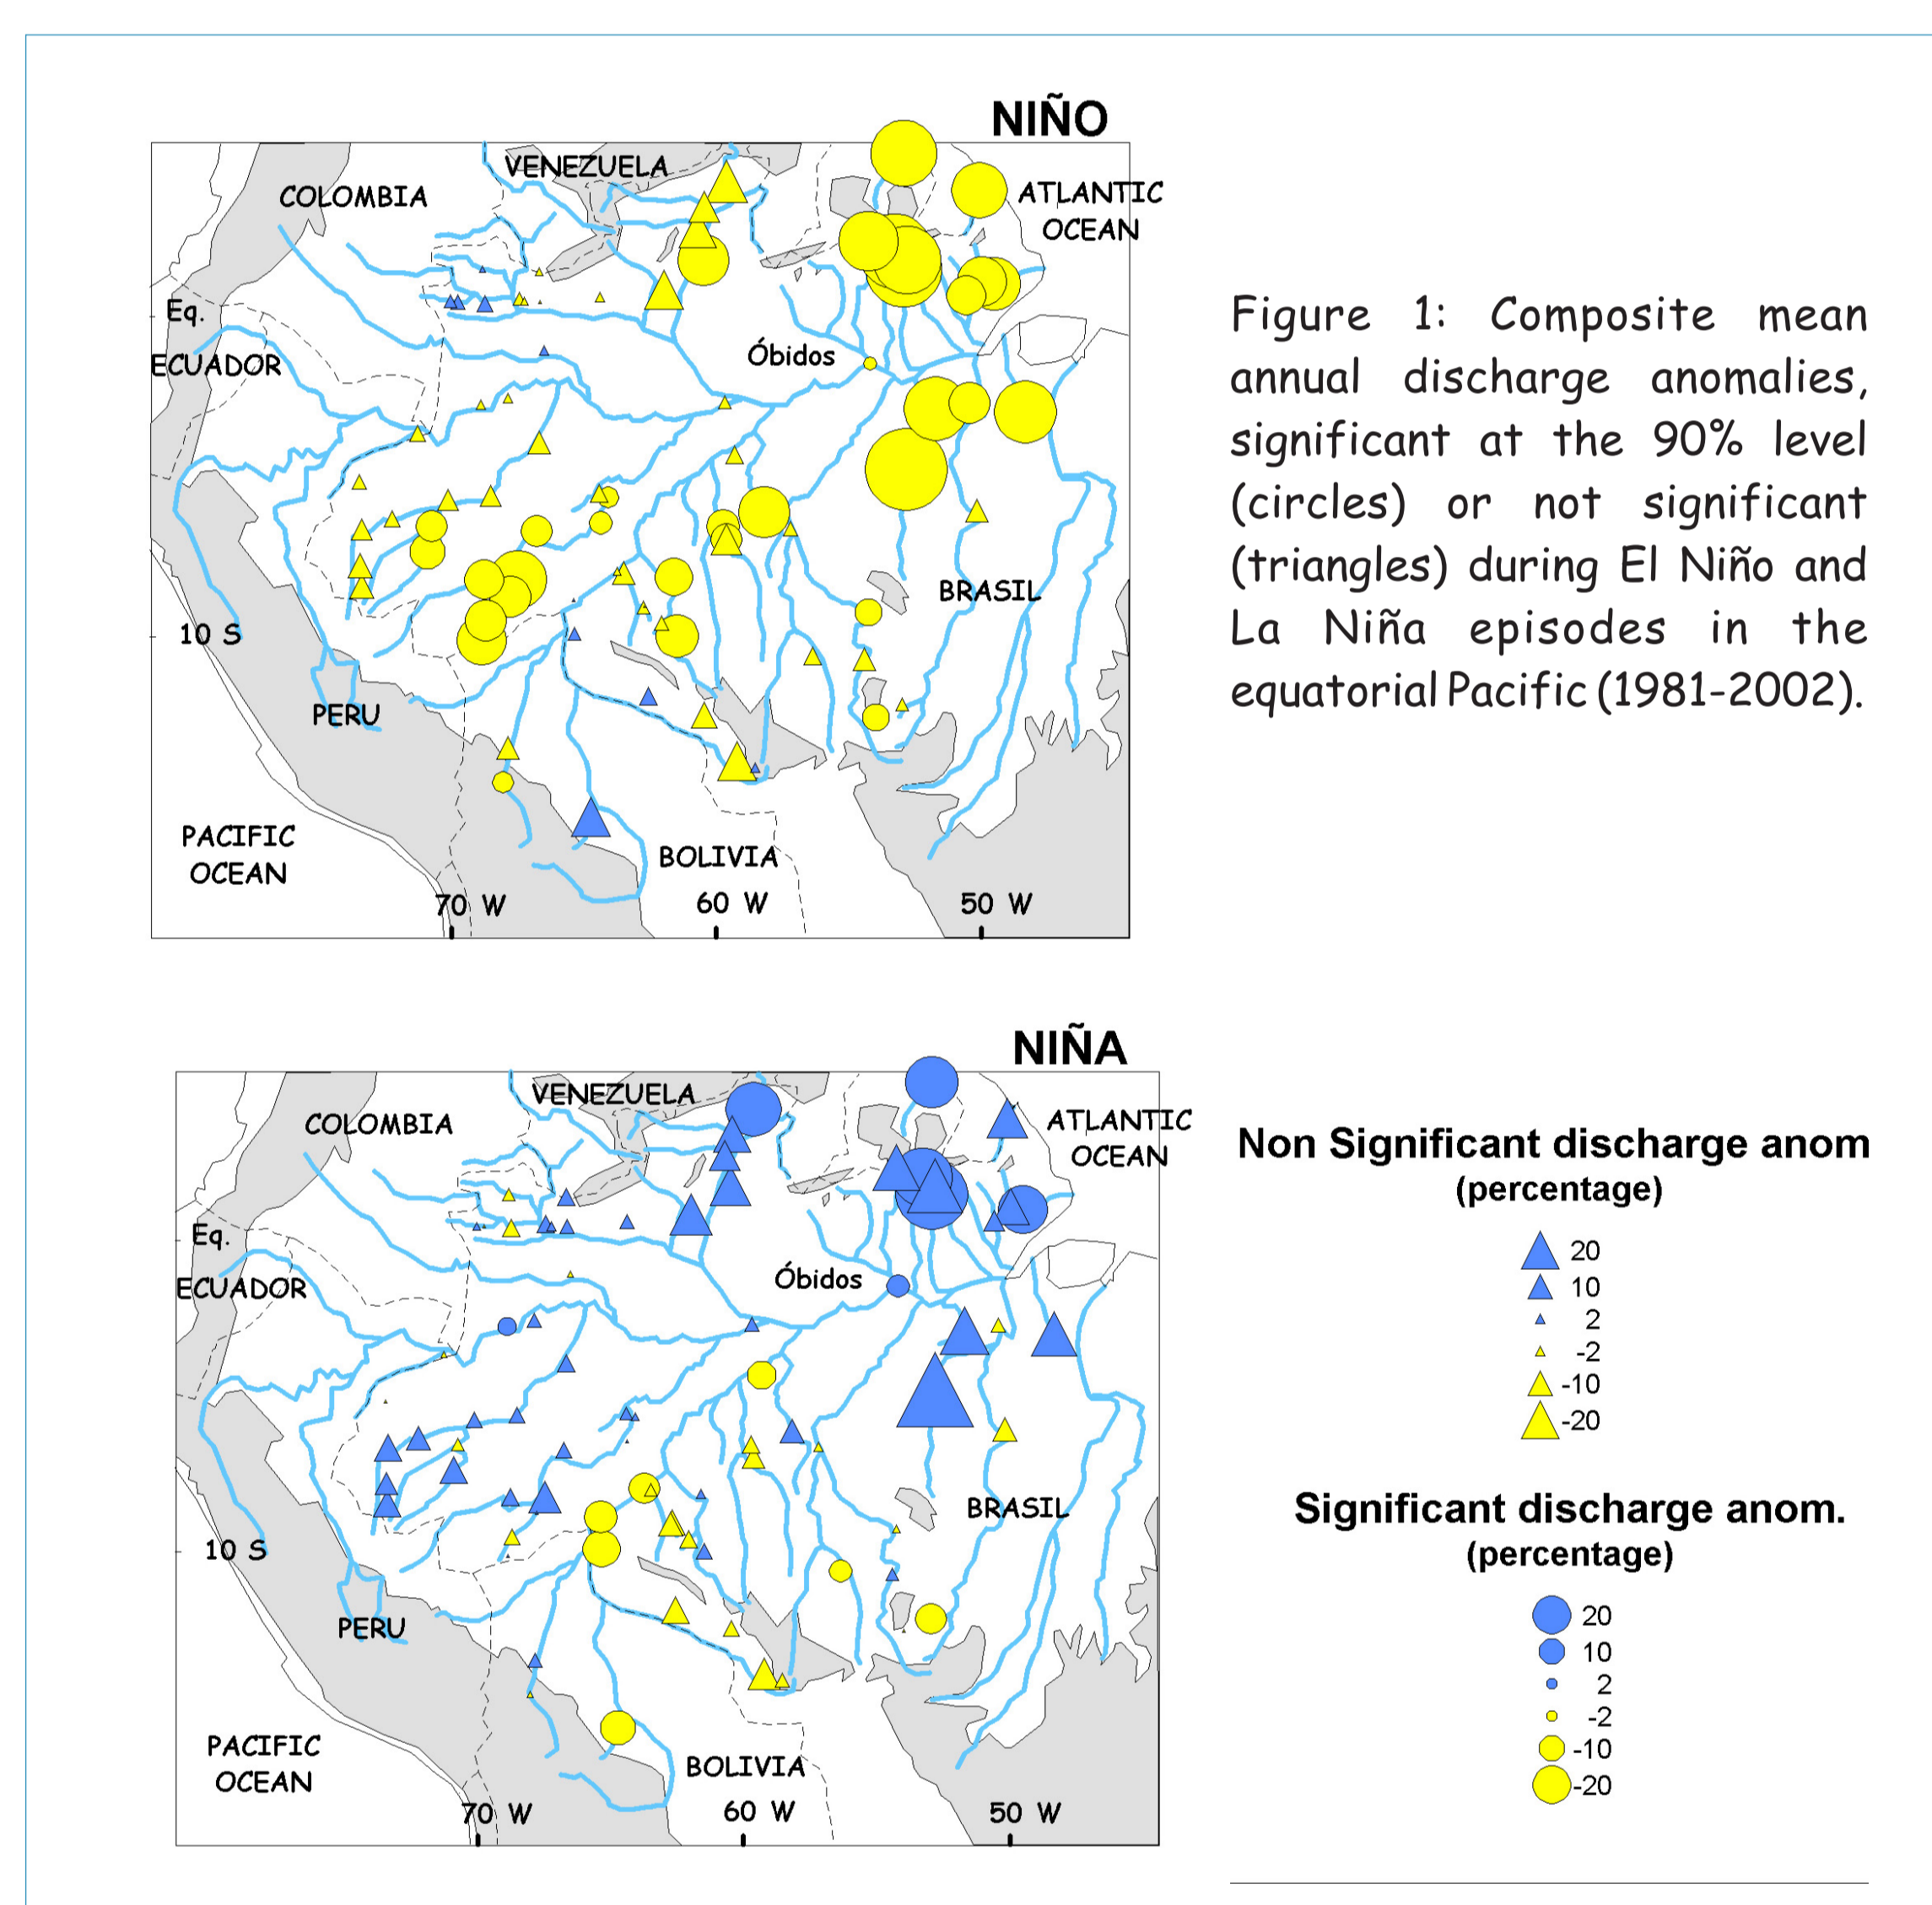 NIÑO
VENEZUELA
COLOMBIA
ATLANTIC
OCEAN
Eq.
ECUADOR
Óbidos
BRASIL
10 S
PERU
PACIFIC
OCEAN
BOLIVIA
70 W
60 W
50 W
Figure 1: Composite mean
annual discharge anomalies,
significant at the 90% level
(circles) or not significant
(triangles) during El Niño and
La Niña episodes in the
equatorial Pacific (1981-2002).
NIÑA
VENEZUELA
COLOMBIA
ATLANTIC
OCEAN
Eq.
ECUADOR
Óbidos
BRASIL
10 S
PERU
PACIFIC
OCEAN
BOLIVIA
70 W
60 W
50 W
Non Significant discharge anom
(percentage)
20
10
2
-2
-10
-20
Significant discharge anom.
(percentage)
20
10
2
-2
-10
-20